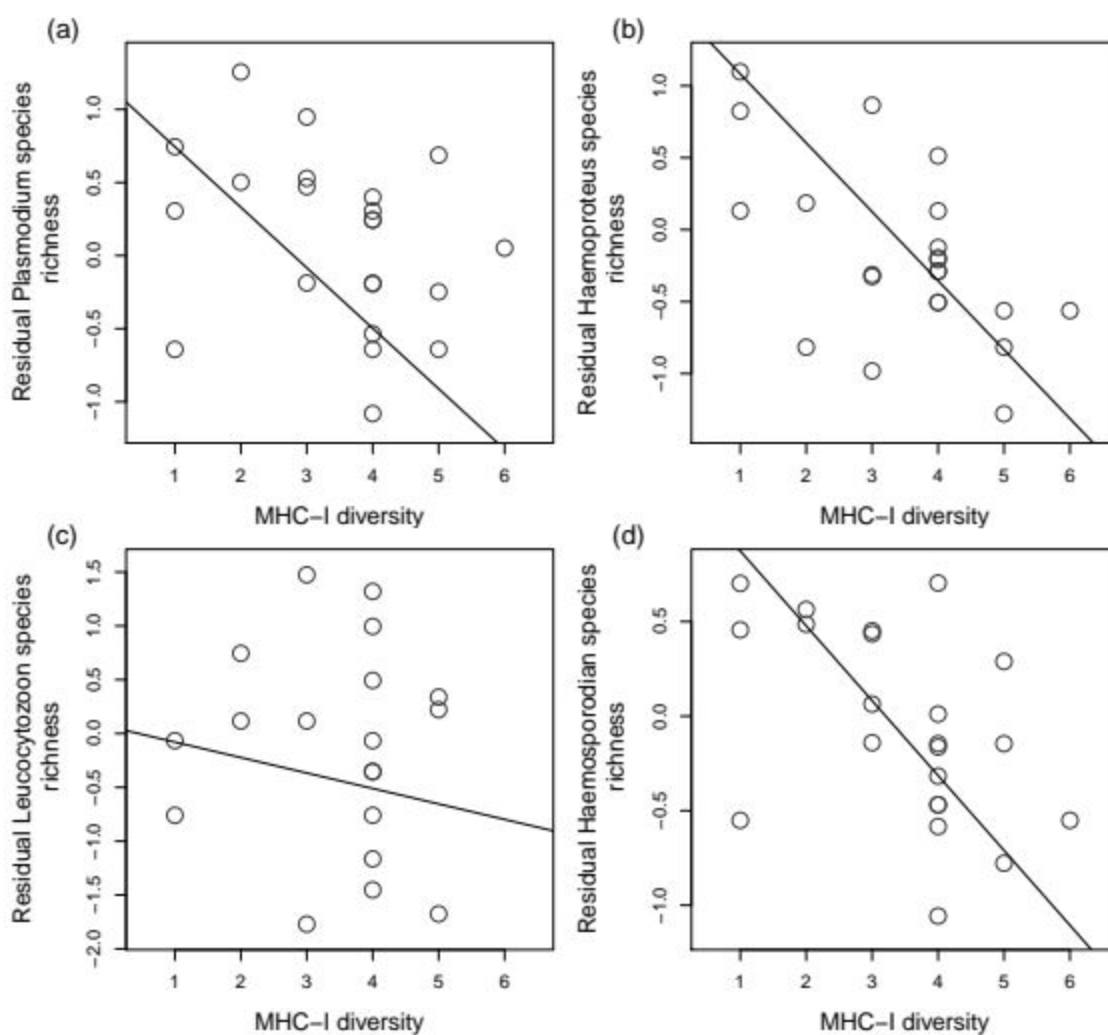 (a)
Residual Plasmodium species
richness
1.0
0.5
0.0
−0.5
−1.0
1 2 3 4 5 6
MHC−I diversity
(b)
Residual Haemoproteus species
richness
1.0
0.5
0.0
−0.5
−1.0
1 2 3 4 5 6
MHC−I diversity
(c)
Residual Leucocytozoon species
richness
1.5
1.0
0.5
0.0
−0.5
−1.0
−1.5
−2.0
1 2 3 4 5 6
MHC−I diversity
(d)
Residual Haemosporodian species
richness
0.5
0.0
−0.5
−1.0
1 2 3 4 5 6
MHC−I diversity